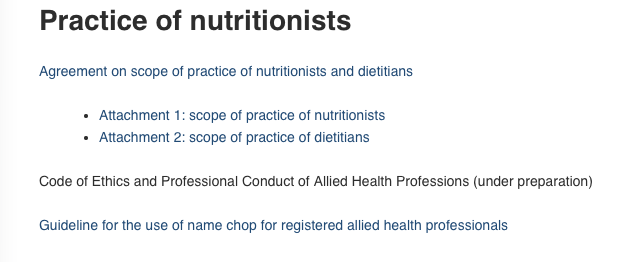 Practice of nutritionists
Agreement on scope of practice of nutritionists and dietitians
• Attachment 1: scope of practice of nutritionists
• Attachment 2: scope of practice of dietitians
Code of Ethics and Professional Conduct of Allied Health Professions (under preparation)
Guideline for the use of name chop for registered allied health professionals